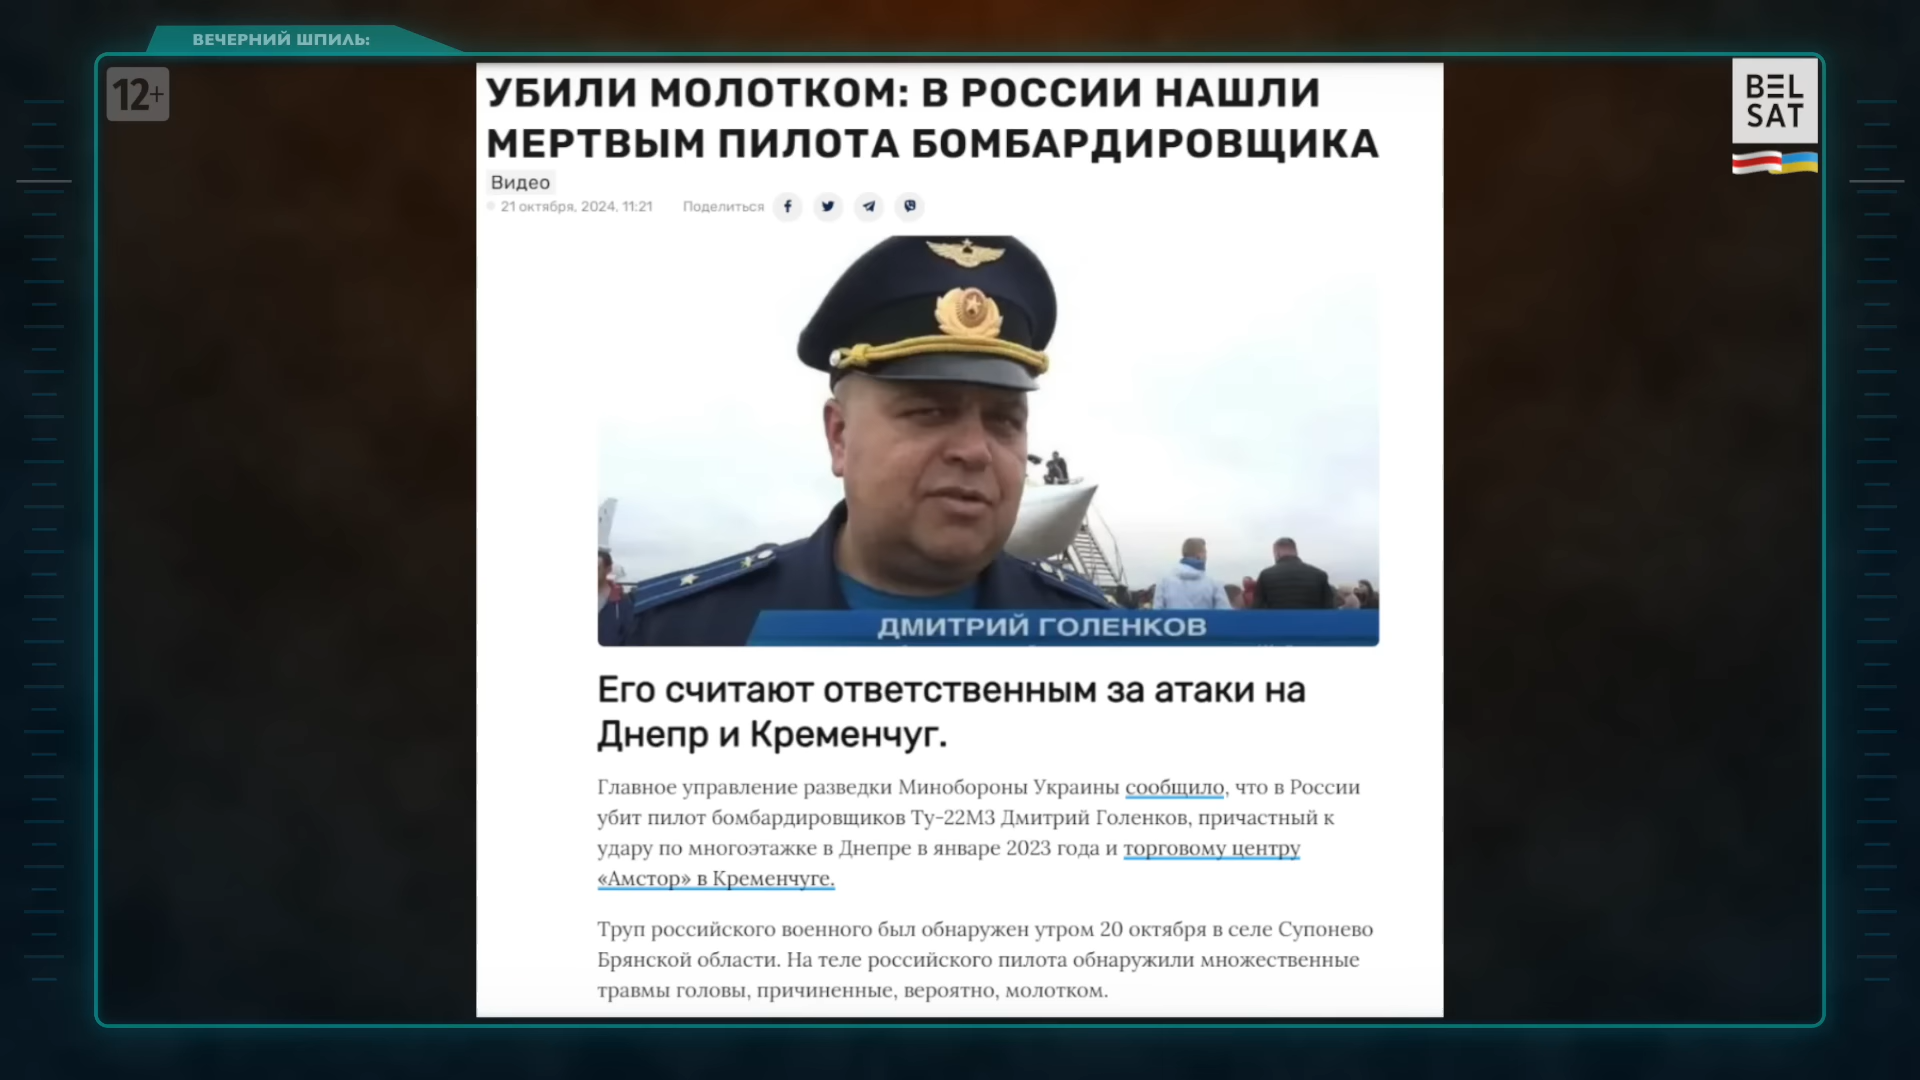 ВЕЧЕРНИЙ ШПИЛЬ:
12+
BEL
SAT
УБИЛИ МОЛОТКОМ: В РОССИИ НАШЛИ
МЕРТВЫМ ПИЛОТА БОМБАРДИРОВЩИКА
Видео
21 октября, 2024, 11:21 Поделиться
ДМИТРИЙ ГОЛЕНКОВ
Его считают ответственным за атаки на
Днепр и Кременчуг.
Главное управление разведки Минобороны Украины сообщило, что в России
убит пилот бомбардировщиков Ту-22М3 Дмитрий Голенков, причастный к
удару по многоэтажке в Днепре в январе 2023 года и торговому центру
«Амстор» в Кременчуге.
Труп российского военного был обнаружен утром 20 октября в селе Супонево
Брянской области. На теле российского пилота обнаружили множественные
травмы головы, причиненные, вероятно, молотком.